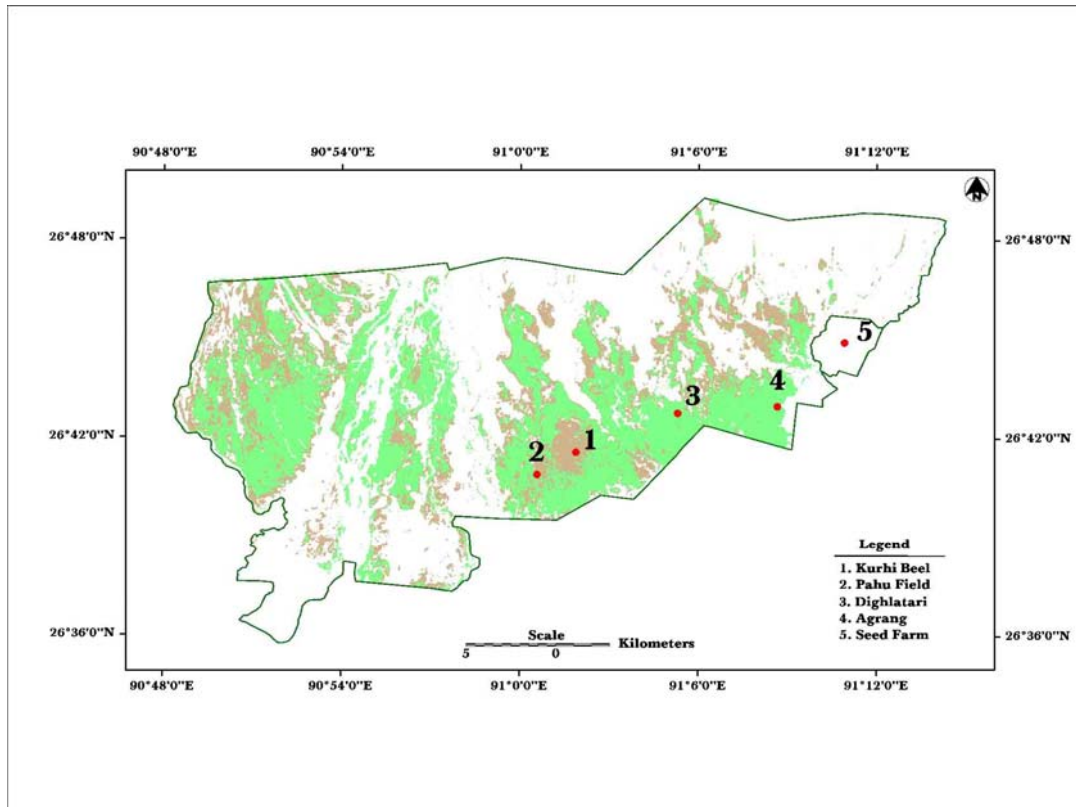 90°48'0"E 90°54'0"E 91°0'0"E 91°6'0"E 91°12'0"E
N
26°48'0"N 26°48'0"N
5
4
3
26°42'0"N 26°42'0"N
1
2
Legend
1. Kurhi Beel
2. Pahu Field
3. Dighlatari
4. Agrang
5. Seed Farm
26°36'0"N 26°36'0"N
Scale
Kilometers
5 0
90°48'0"E 90°54'0"E 91°0'0"E 91°6'0"E 91°12'0"E